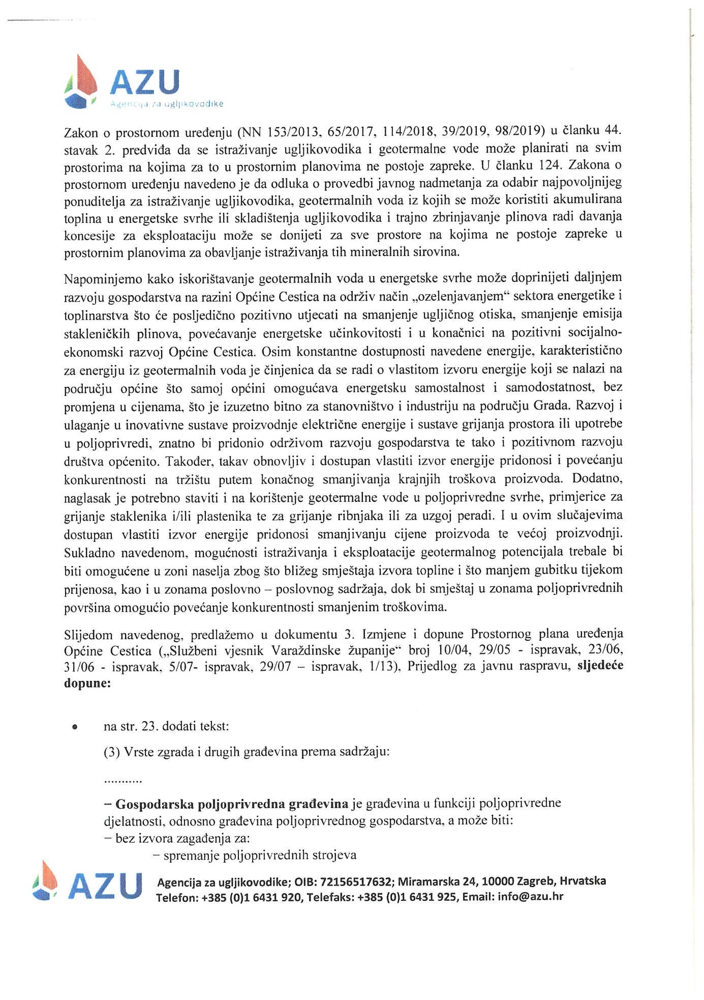 AZU
Agencija za ugljikovodike
Zakon o prostornom uređenju (NN 153/2013, 65/2017, 114/2018, 39/2019, 98/2019) u članku 44.
stavak 2. predviđa da se istraživanje ugljikovodika i geotermalne vode može planirati na svim
prostorima na kojima za to u prostornim planovima ne postoje zapreke. U članku 124. Zakona o
prostornom uređenju navedeno je da odluka o provedbi javnog nadmetanja za odabir najpovoljnijeg
ponuditelja za istraživanje ugljikovodika, geotermalnih voda iz kojih se može koristiti akumulirana
toplina u energetske svrhe ili skladištenja ugljikovodika i trajno zbrinjavanje plinova radi davanja
koncesije za eksploataciju može se donijeti za sve prostore na kojima ne postoje zapreke u
prostornim planovima za obavljanje istraživanja tih mineralnih sirovina.
Napominjemo kako iskorištavanje geotermalnih voda u energetske svrhe može doprinijeti daljnjem
razvoju gospodarstva na razini Općine Cestica na održiv način „ozelenjavanjem“ sektora energetike i
toplinarstva što će posljedično pozitivno utjecati na smanjenje ugljičnog otiska, smanjenje emisija
stakleničkih plinova, povećavanje energetske učinkovitosti i u konačnici na pozitivni socijalno-
ekonomski razvoj Općine Cestica. Osim konstantne dostupnosti navedene energije, karakteristično
za energiju iz geotermalnih voda je činjenica da se radi o vlastitom izvoru energije koji se nalazi na
području općine što samoj općini omogućava energetsku samostalnost i samodostatnost, bez
promjena u cijenama, što je izuzetno bitno za stanovništvo i industriju na području Grada. Razvoj i
ulaganje u inovativne sustave proizvodnje električne energije i sustave grijanja prostora ili upotrebe
u poljoprivredi, znatno bi pridonio održivom razvoju gospodarstva te tako i pozitivnom razvoju
društva općenito. Također, takav obnovljiv i dostupan vlastiti izvor energije pridonosi i povećanju
konkurentnosti na tržištu putem konačnog smanjivanja krajnjih troškova proizvoda. Dodatno,
naglasak je potrebno staviti i na korištenje geotermalne vode u poljoprivredne svrhe, primjerice za
grijanje staklenika i/ili plastenika te za grijanje ribnjaka ili za uzgoj peradi. I u ovim slučajevima
dostupan vlastiti izvor energije pridonosi smanjivanju cijene proizvoda te većoj proizvodnji.
Sukladno navedenom, mogućnosti istraživanja i eksploatacije geotermalnog potencijala trebale bi
biti omogućene u zoni naselja zbog što bližeg smještaja izvora topline i što manjem gubitku tijekom
prijenosa, kao i u zonama poslovno – poslovnog sadržaja, dok bi smještaj u zonama poljoprivrednih
površina omogućio povećanje konkurentnosti smanjenim troškovima.
Slijedom navedenog, predlažemo u dokumentu 3. Izmjene i dopune Prostornog plana uređenja
Općine Cestica („Službeni vjesnik Varaždinske županije“ broj 10/04, 29/05 - ispravak, 23/06,
31/06 - ispravak, 5/07- ispravak, 29/07 – ispravak, 1/13), Prijedlog za javnu raspravu, sljedeće
dopune:
• na str. 23. dodati tekst:
(3) Vrste zgrada i drugih građevina prema sadržaju:
...........
– Gospodarska poljoprivredna građevina je građevina u funkciji poljoprivredne
djelatnosti, odnosno građevina poljoprivrednog gospodarstva, a može biti:
– bez izvora zagađenja za:
– spremanje poljoprivrednih strojeva
AZU
Agencija za ugljikovodike; OIB: 72156517632; Miramarska 24, 10000 Zagreb, Hrvatska
Telefon: +385 (0)1 6431 920, Telefaks: +385 (0)1 6431 925, Email: info@azu.hr